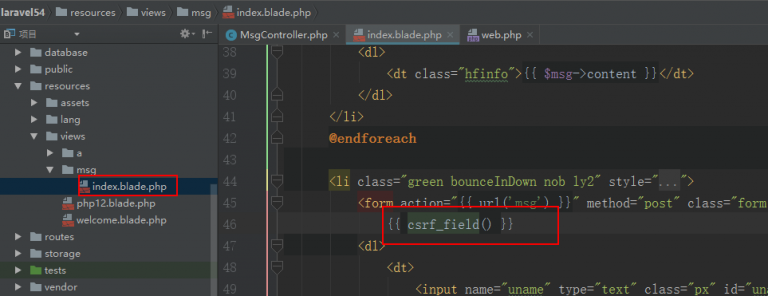 laravel54 resources views msg index.blade.php
项目
MsgController.php index.blade.php web.php
database
public
resources
assets
lang
views
a
msg
index.blade.php
php12.blade.php
welcome.blade.php
routes
storage
tests
vendor
38 <dl>
39 <dt class="hfinfo">{{ $msg->content }}</dt>
40 </dl>
41 </li>
42 @endforeach
43
44 <li class="green bounceInDown nob ly2" style="...">
45 <form action="{{ url('msg') }}" method="post" class="form
46 {{ csrf_field() }}
47 <dl>
48 <dt>
49 <input name="uname" type="text" class="px" id="una